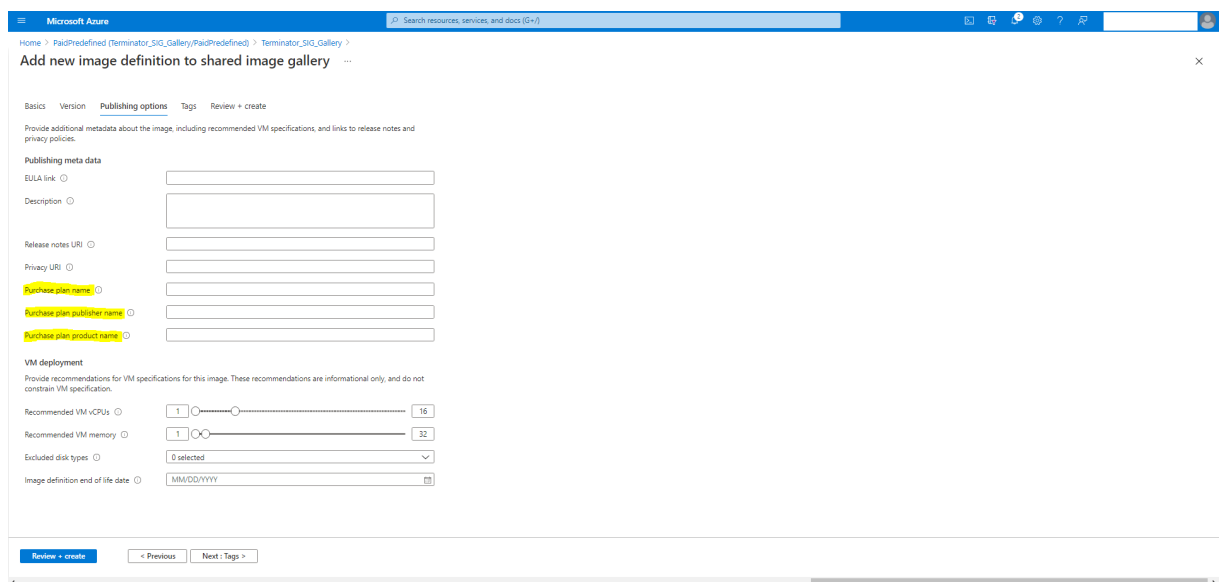 Microsoft Azure
Search resources, services, and docs (G+/)
2
Home > PaidPredefined (Terminator_SIG_Gallery/PaidPredefined) > Terminator_SIG_Gallery >
Add new image definition to shared image gallery ...
Basics Version Publishing options Tags Review + create
Provide additional metadata about the image, including recommended VM specifications, and links to release notes and
privacy policies.
Publishing meta data
EULA link
Description
Release notes URI
Privacy URI
Purchase plan name
Purchase plan publisher name
Purchase plan product name
VM deployment
Provide recommendations for VM specifications for this image. These recommendations are informational only, and do not
constrain VM specification.
Recommended VM vCPUs 1 16
Recommended VM memory 1 32
Excluded disk types 0 selected
Image definition end of life date MM/DD/YYYY
Review + create < Previous Next : Tags >